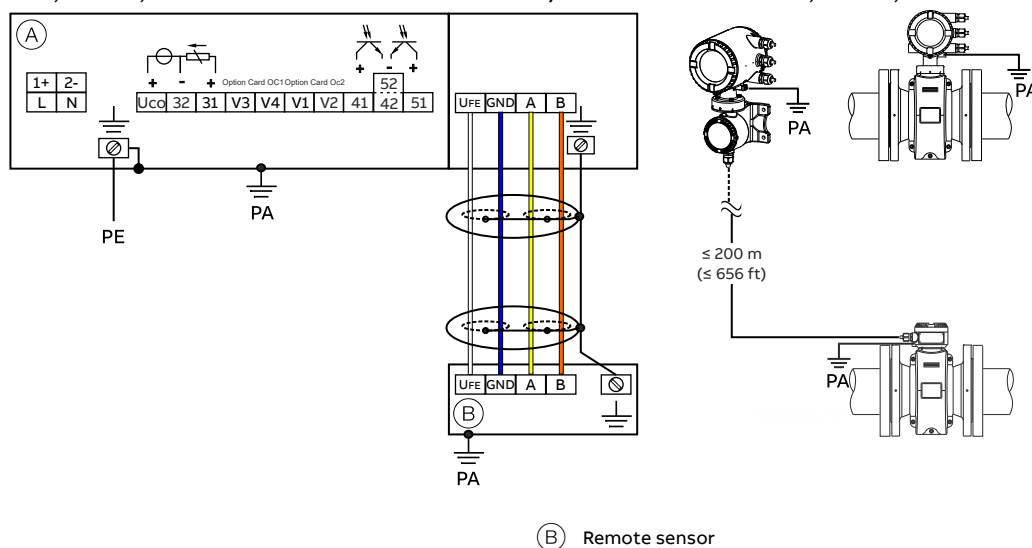 A
1+ 2-
L N
+ - +
Option Card OC1 Option Card Oc2
+ - +
52
Uco 32 31 V3 V4 V1 V2 41 42 51
PE
PA
UFE GND A B
UFE GND A B
B
PA
PA
PA
≤ 200 m
(≤ 656 ft)
PA
B Remote sensor